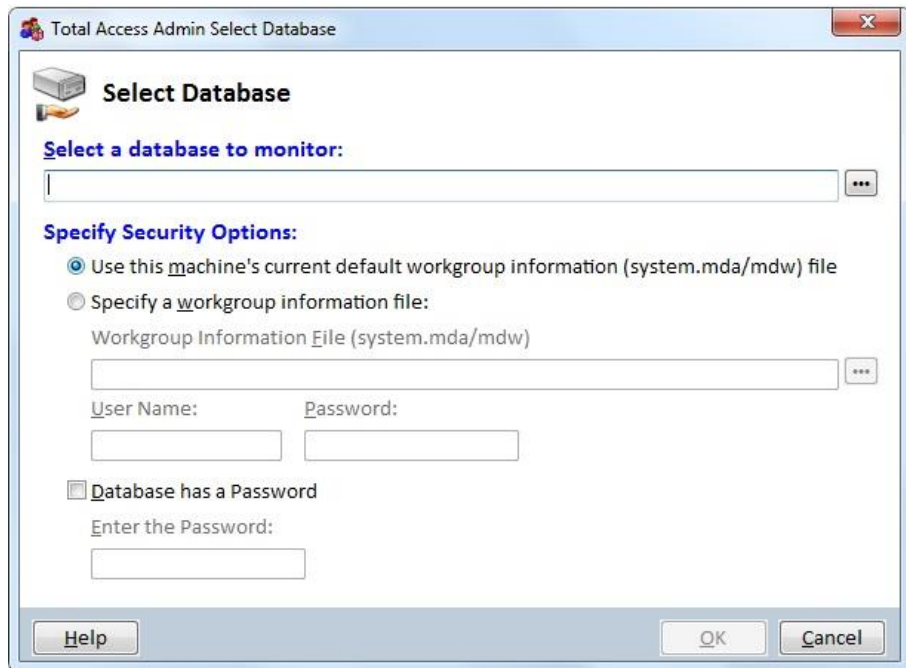 Total Access Admin Select Database
Select Database
Select a database to monitor:
...
Specify Security Options:
Use this machine's current default workgroup information (system.mda/mdw) file
Specify a workgroup information file:
Workgroup Information File (system.mda/mdw)
...
User Name: Password:
Database has a Password
Enter the Password:
Help OK Cancel